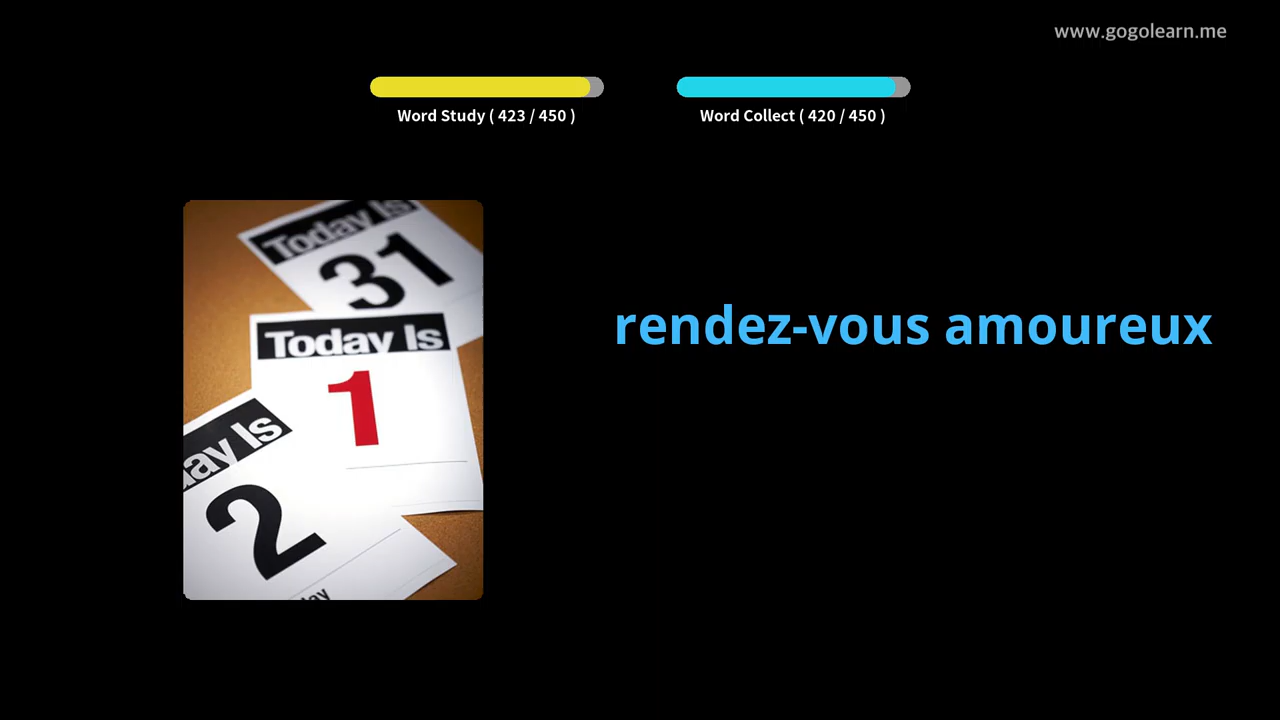 www.gogolearn.me
Word Study ( 423 / 450 )
Word Collect ( 420 / 450 )
Today Is
31
Today Is
1
rendez-vous amoureux
ay Is
2
ay